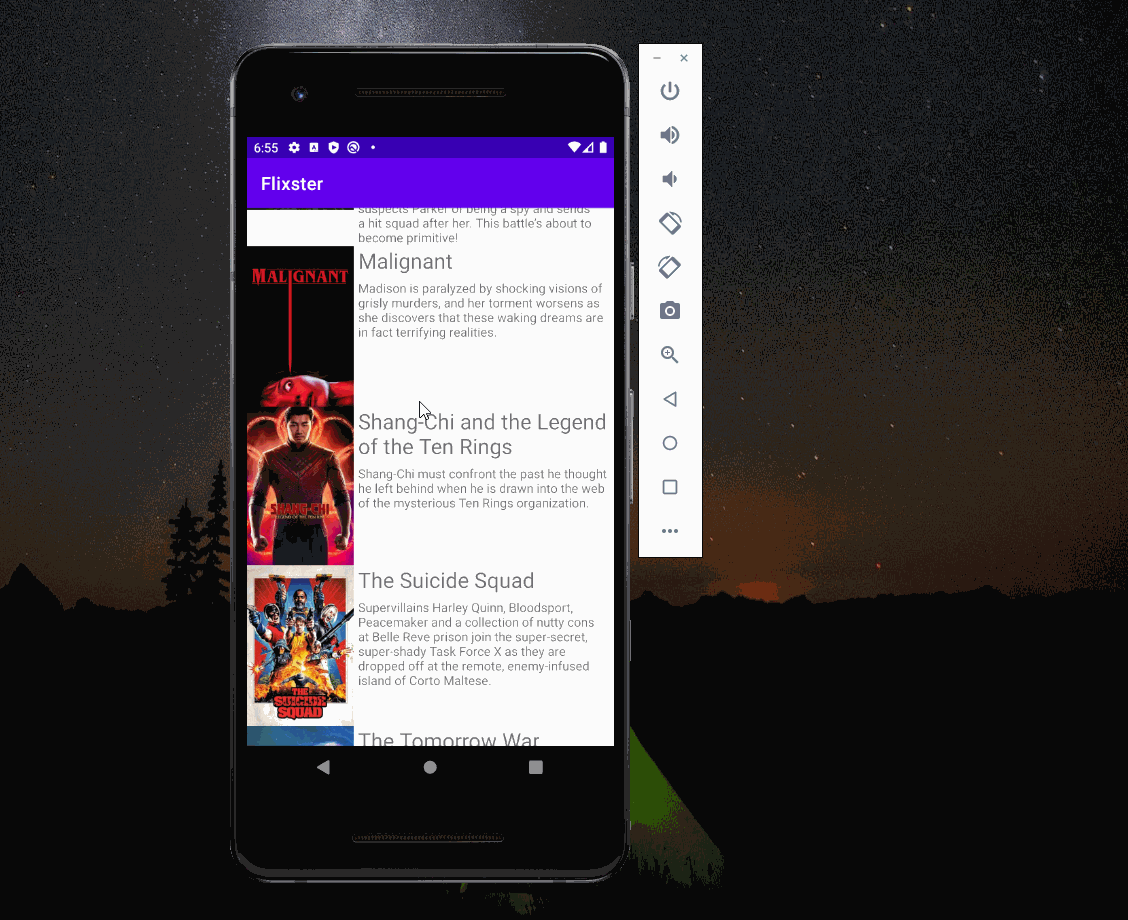 6:55
Flixster
suspects Parker of being a spy and sends
a hit squad after her. This battle's about to
become primitive!
MALIGNANT
Malignant
Madison is paralyzed by shocking visions of
grisly murders, and her torment worsens as
she discovers that these waking dreams are
in fact terrifying realities.
Shang-Chi and the Legend
of the Ten Rings
Shang-Chi must confront the past he thought
he left behind when he is drawn into the web
of the mysterious Ten Rings organization.
SHANG-CHI
The Suicide Squad
Supervillains Harley Quinn, Bloodsport,
Peacemaker and a collection of nutty cons
at Belle Reve prison join the super-secret,
super-shady Task Force X as they are
dropped off at the remote, enemy-infused
island of Corto Maltese.
THE
SUICIDE
SQUAD
The Tomorrow War